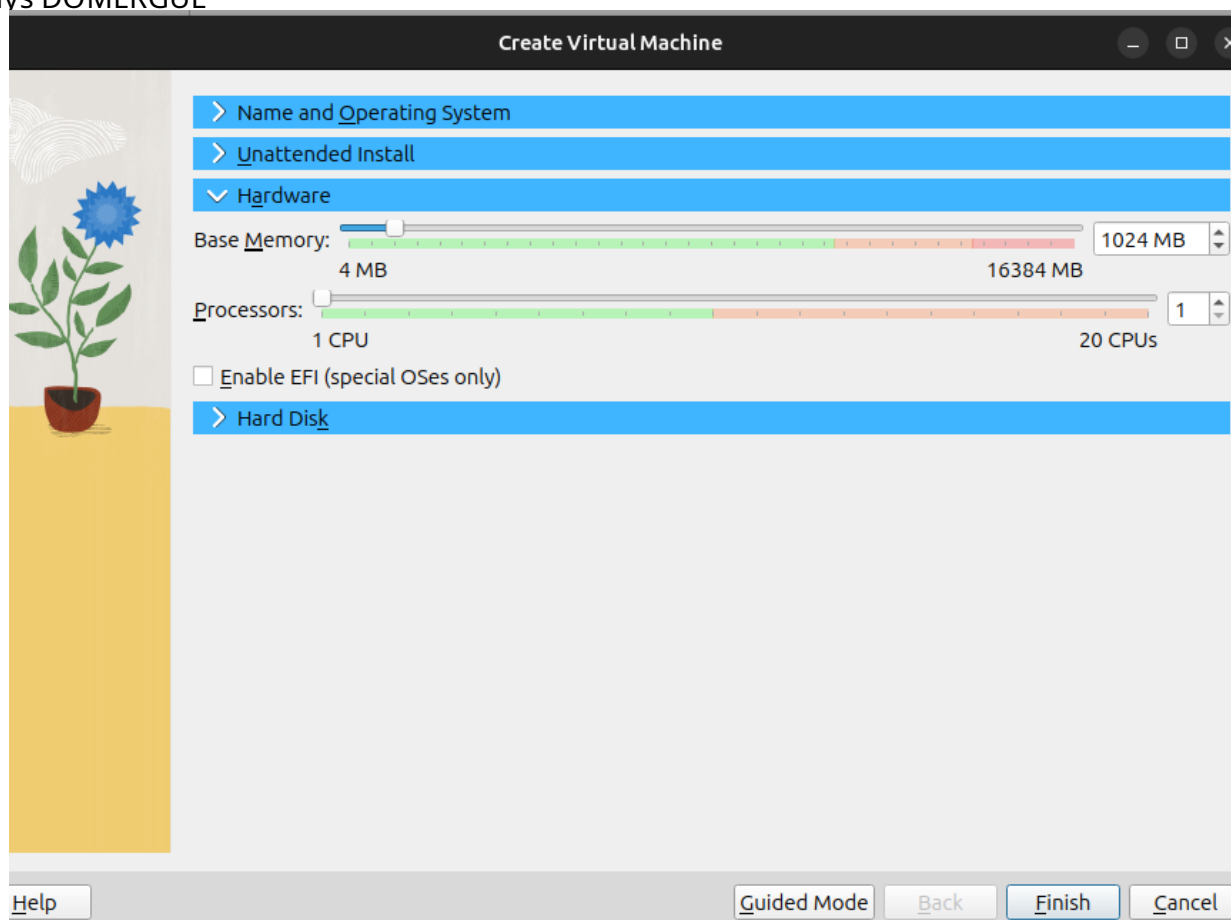 DOMERGUE
Create Virtual Machine
Name and Operating System
Unattended Install
Hardware
Base Memory: 1024 MB
4 MB 16384 MB
Processors: 1
1 CPU 20 CPUs
Enable EFI (special OSes only)
Hard Disk
Help Guided Mode Back Finish Cancel